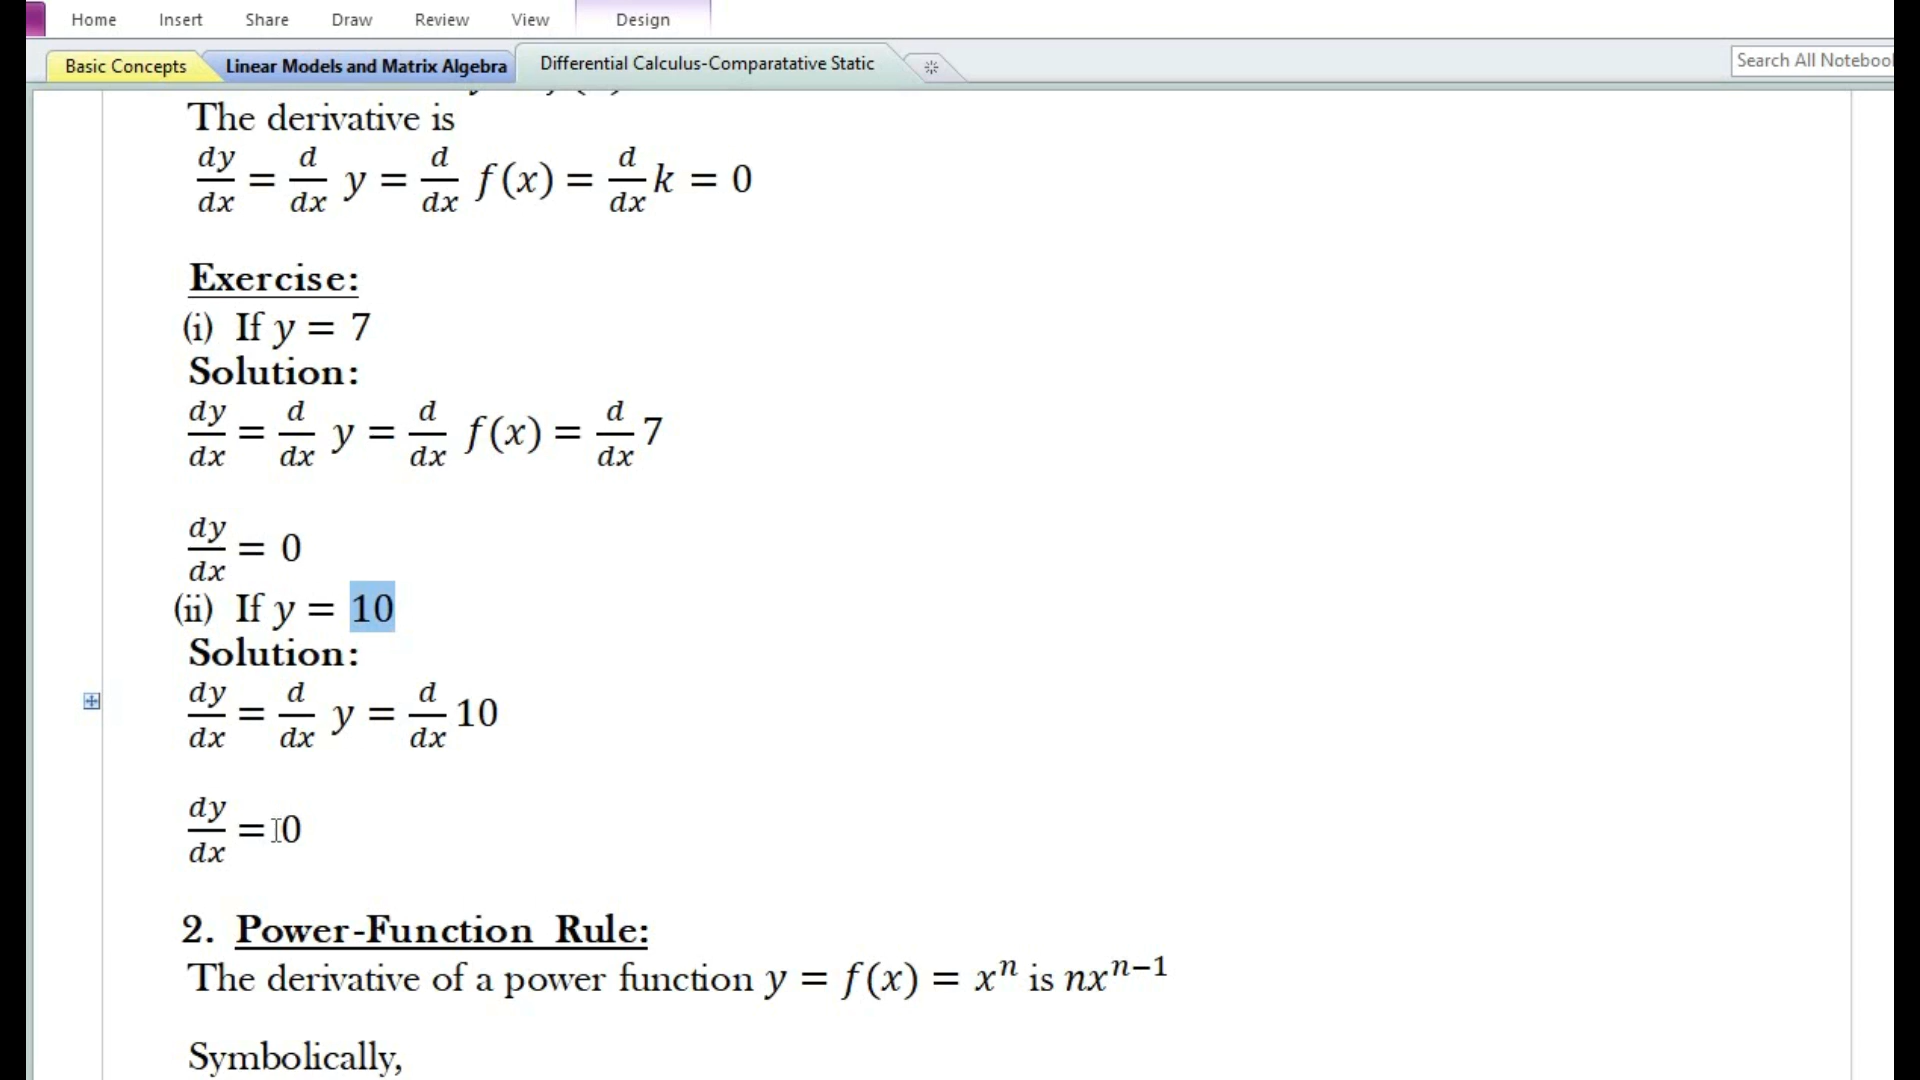 Home Insert Share Draw Review View Design
Basic Concepts Linear Models and Matrix Algebra Differential Calculus-Comparatative Static Search All Noteboo
The derivative is
dy/dx = d/dx y = d/dx f(x) = d/dx k = 0
Exercise:
(i) If y = 7
Solution:
dy/dx = d/dx y = d/dx f(x) = d/dx 7
dy/dx = 0
(ii) If y = 10
Solution:
dy/dx = d/dx y = d/dx 10
dy/dx = 0
2. Power-Function Rule:
The derivative of a power function y = f(x) = xⁿ is nxⁿ⁻¹
Symbolically,